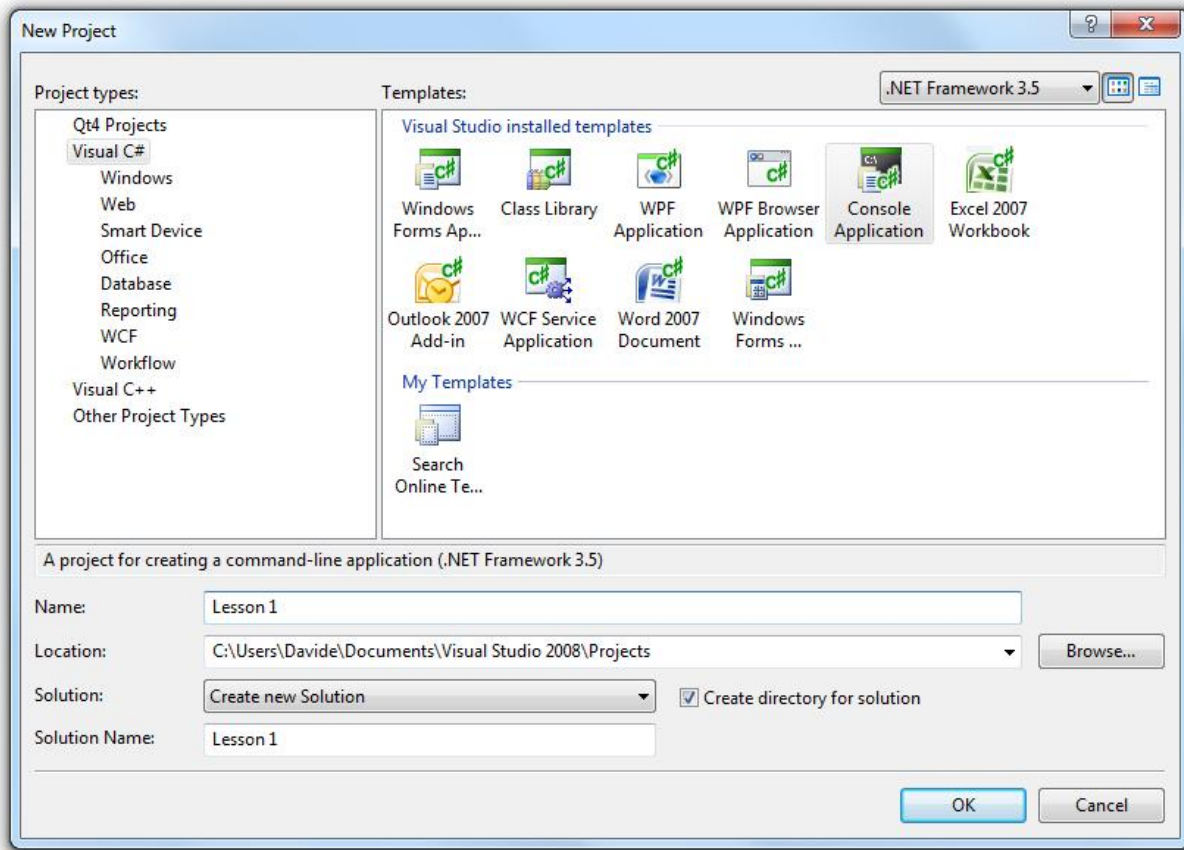 New Project
Project types:
Templates:
.NET Framework 3.5
Qt4 Projects
Visual C#
Windows
Web
Smart Device
Office
Database
Reporting
WCF
Workflow
Visual C++
Other Project Types
Visual Studio installed templates
Windows
Forms Ap...
Class Library
WPF
Application
WPF Browser
Application
Console
Application
Excel 2007
Workbook
Outlook 2007
Add-in
WCF Service
Application
Word 2007
Document
Windows
Forms ...
My Templates
Search
Online Te...
A project for creating a command-line application (.NET Framework 3.5)
Name:
Lesson 1
Location:
C:\Users\Davide\Documents\Visual Studio 2008\Projects
Browse...
Solution:
Create new Solution
Create directory for solution
Solution Name:
Lesson 1
OK
Cancel